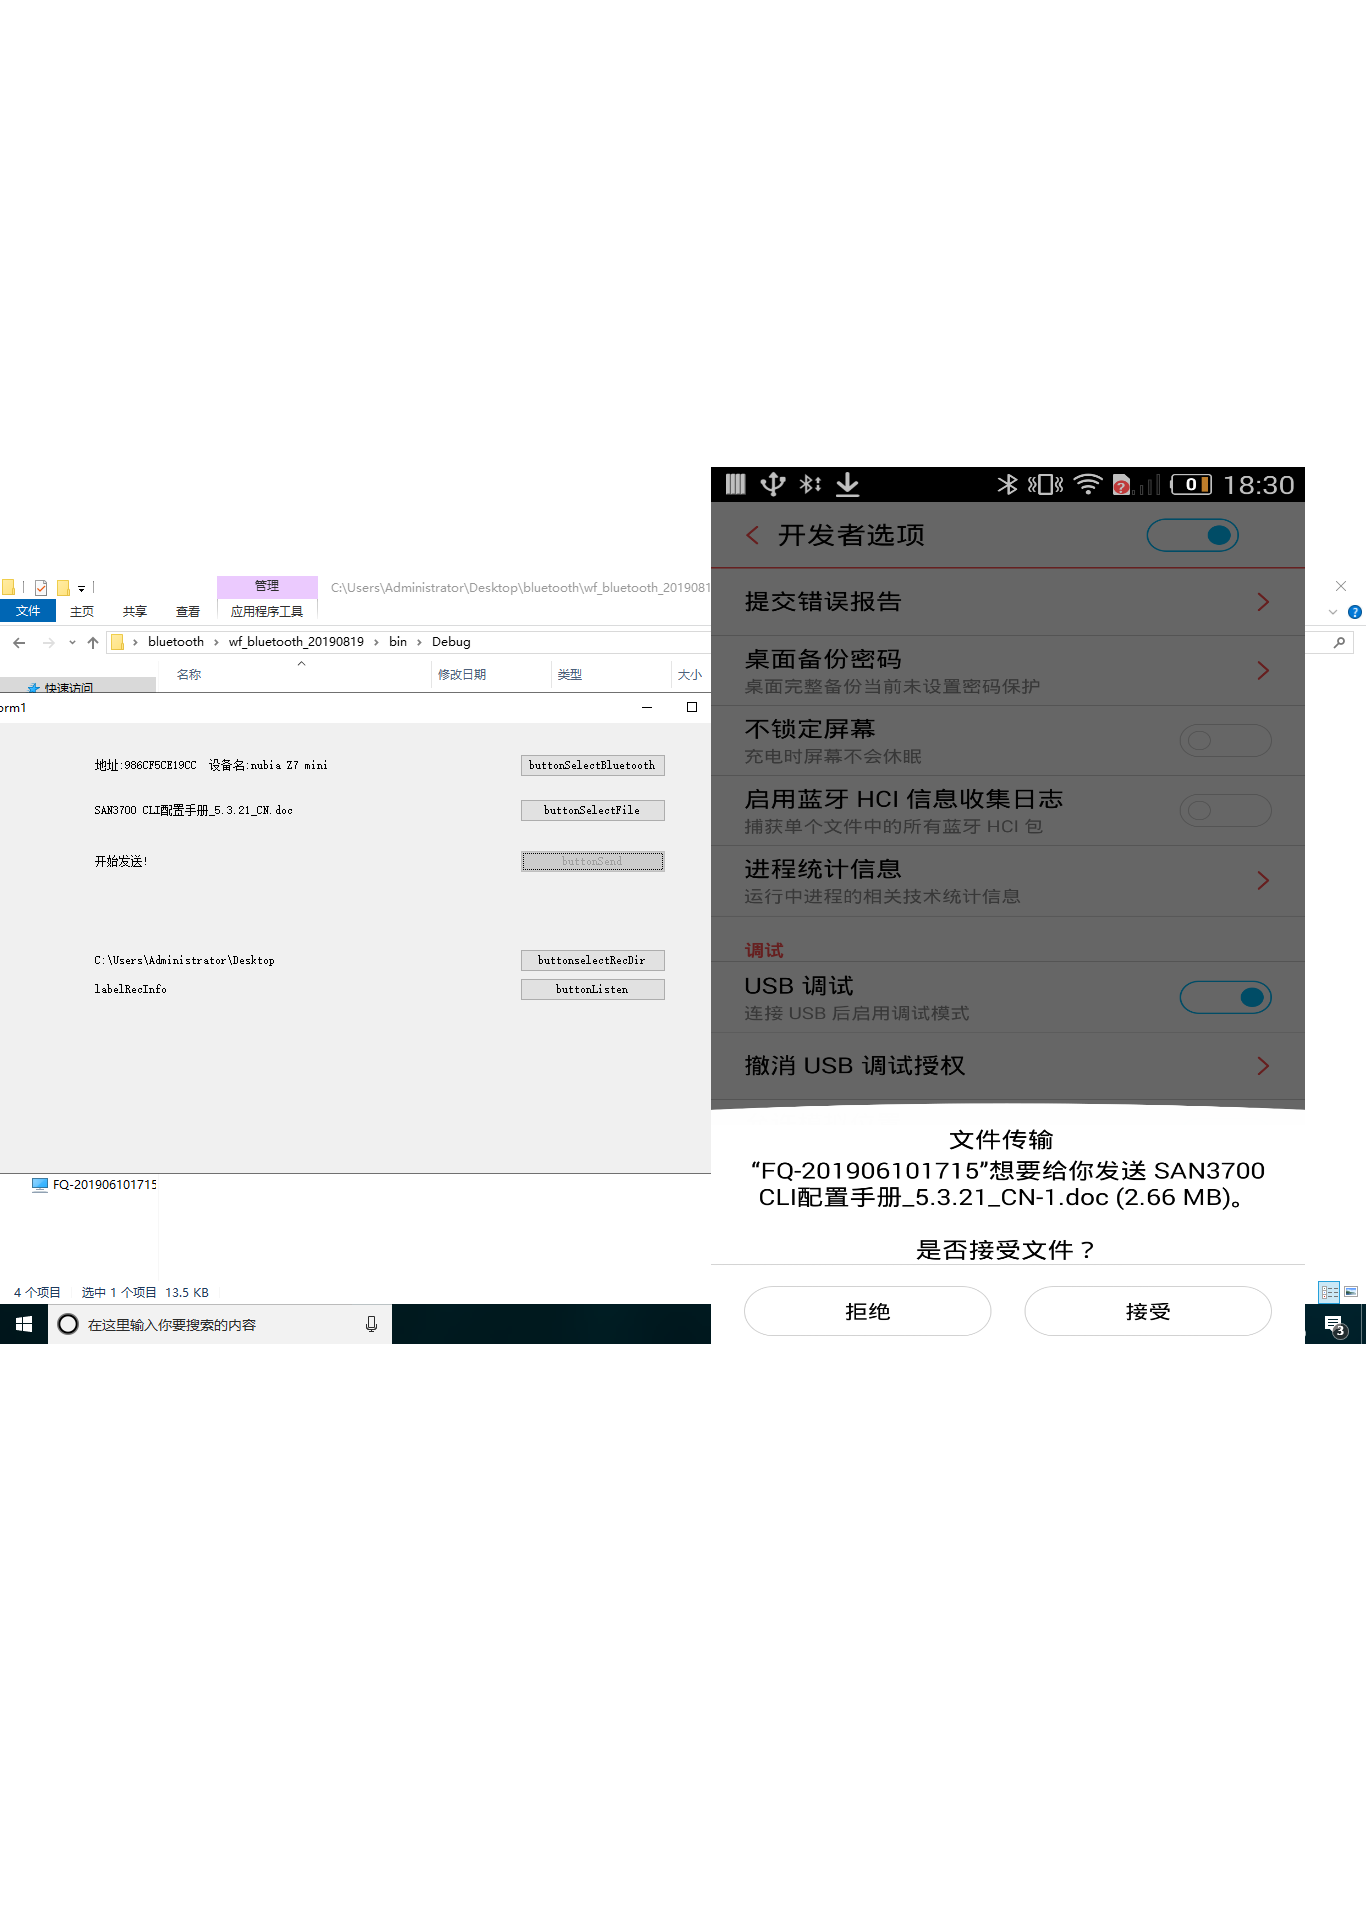 管理
C:\Users\Administrator\Desktop\bluetooth\wf_bluetooth_2019081
文件 主页 共享 查看 应用程序工具
bluetooth wf_bluetooth_20190819 bin Debug
名称 修改日期 类型 大小
快速访问
orm1
地址:986CF5CE19CC 设备名:nubia Z7 mini buttonSelectBluetooth
SAN3700 CLI配置手册_5.3.21_CN.doc buttonSelectFile
开始发送! buttonSend
C:\Users\Administrator\Desktop buttonselectRecDir
labelRecInfo buttonListen
FQ-201906101715
4 个项目 选中 1 个项目 13.5 KB
在这里输入你要搜索的内容
0 18:30
开发者选项
提交错误报告
桌面备份密码
桌面完整备份当前未设置密码保护
不锁定屏幕
充电时屏幕不会休眠
启用蓝牙 HCI 信息收集日志
捕获单个文件中的所有蓝牙 HCI 包
进程统计信息
运行中进程的相关技术统计信息
调试
USB 调试
连接 USB 后启用调试模式
撤消 USB 调试授权
文件传输
“FQ-201906101715”想要给你发送 SAN3700
CLI配置手册_5.3.21_CN-1.doc (2.66 MB)。
是否接受文件？
拒绝 接受
3